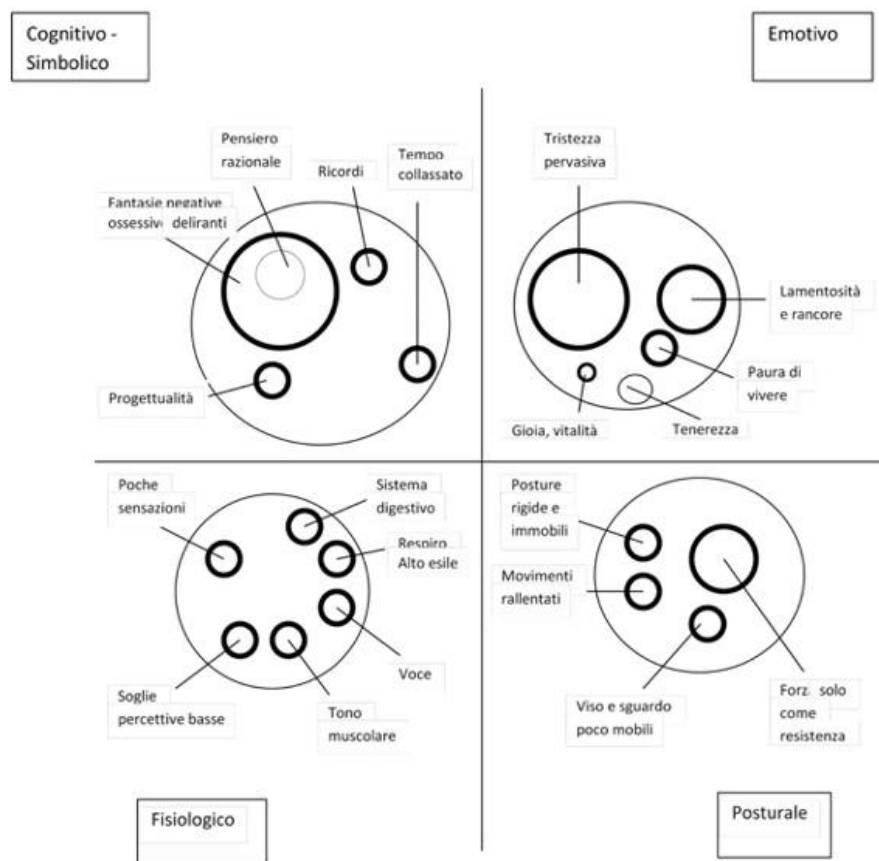 Cognitivo -
Simbolico
Emotivo
Pensiero
razionale
Ricordi
Tempo
collassato
Fantasie negative
ossessive deliranti
Progettualità
Tristezza
pervasiva
Lamentosità
e rancore
Paura di
vivere
Gioia, vitalità
Tenerezza
Poche
sensazioni
Sistema
digestivo
Respiro
Alto esile
Voce
Soglie
percettive basse
Tono
muscolare
Posture
rigide e
immobili
Movimenti
rallentati
Viso e sguardo
poco mobili
Forza solo
come
resistenza
Fisiologico
Posturale